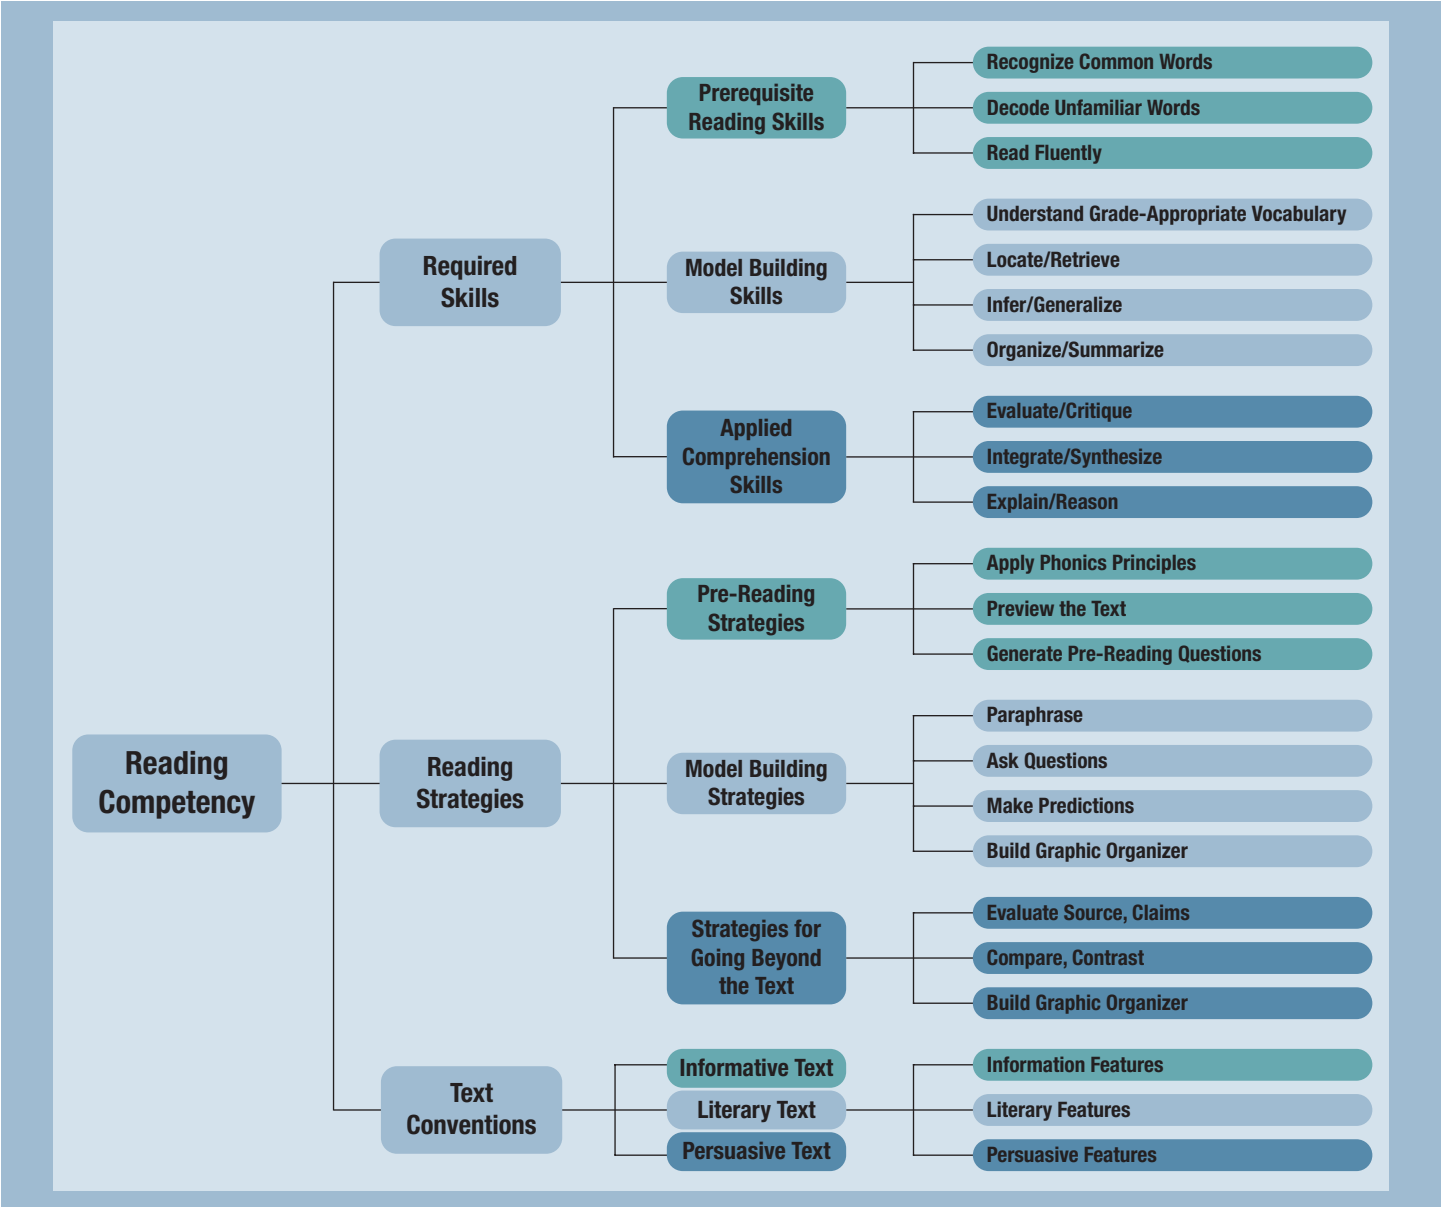 Reading
Competency
Required
Skills
Prerequisite
Reading Skills
Recognize Common Words
Decode Unfamiliar Words
Read Fluently
Model Building
Skills
Understand Grade-Appropriate Vocabulary
Locate/Retrieve
Infer/Generalize
Organize/Summarize
Applied
Comprehension
Skills
Evaluate/Critique
Integrate/Synthesize
Explain/Reason
Reading
Strategies
Pre-Reading
Strategies
Apply Phonics Principles
Preview the Text
Generate Pre-Reading Questions
Model Building
Strategies
Paraphrase
Ask Questions
Make Predictions
Build Graphic Organizer
Strategies for
Going Beyond
the Text
Evaluate Source, Claims
Compare, Contrast
Build Graphic Organizer
Text
Conventions
Informative Text
Literary Text
Persuasive Text
Information Features
Literary Features
Persuasive Features